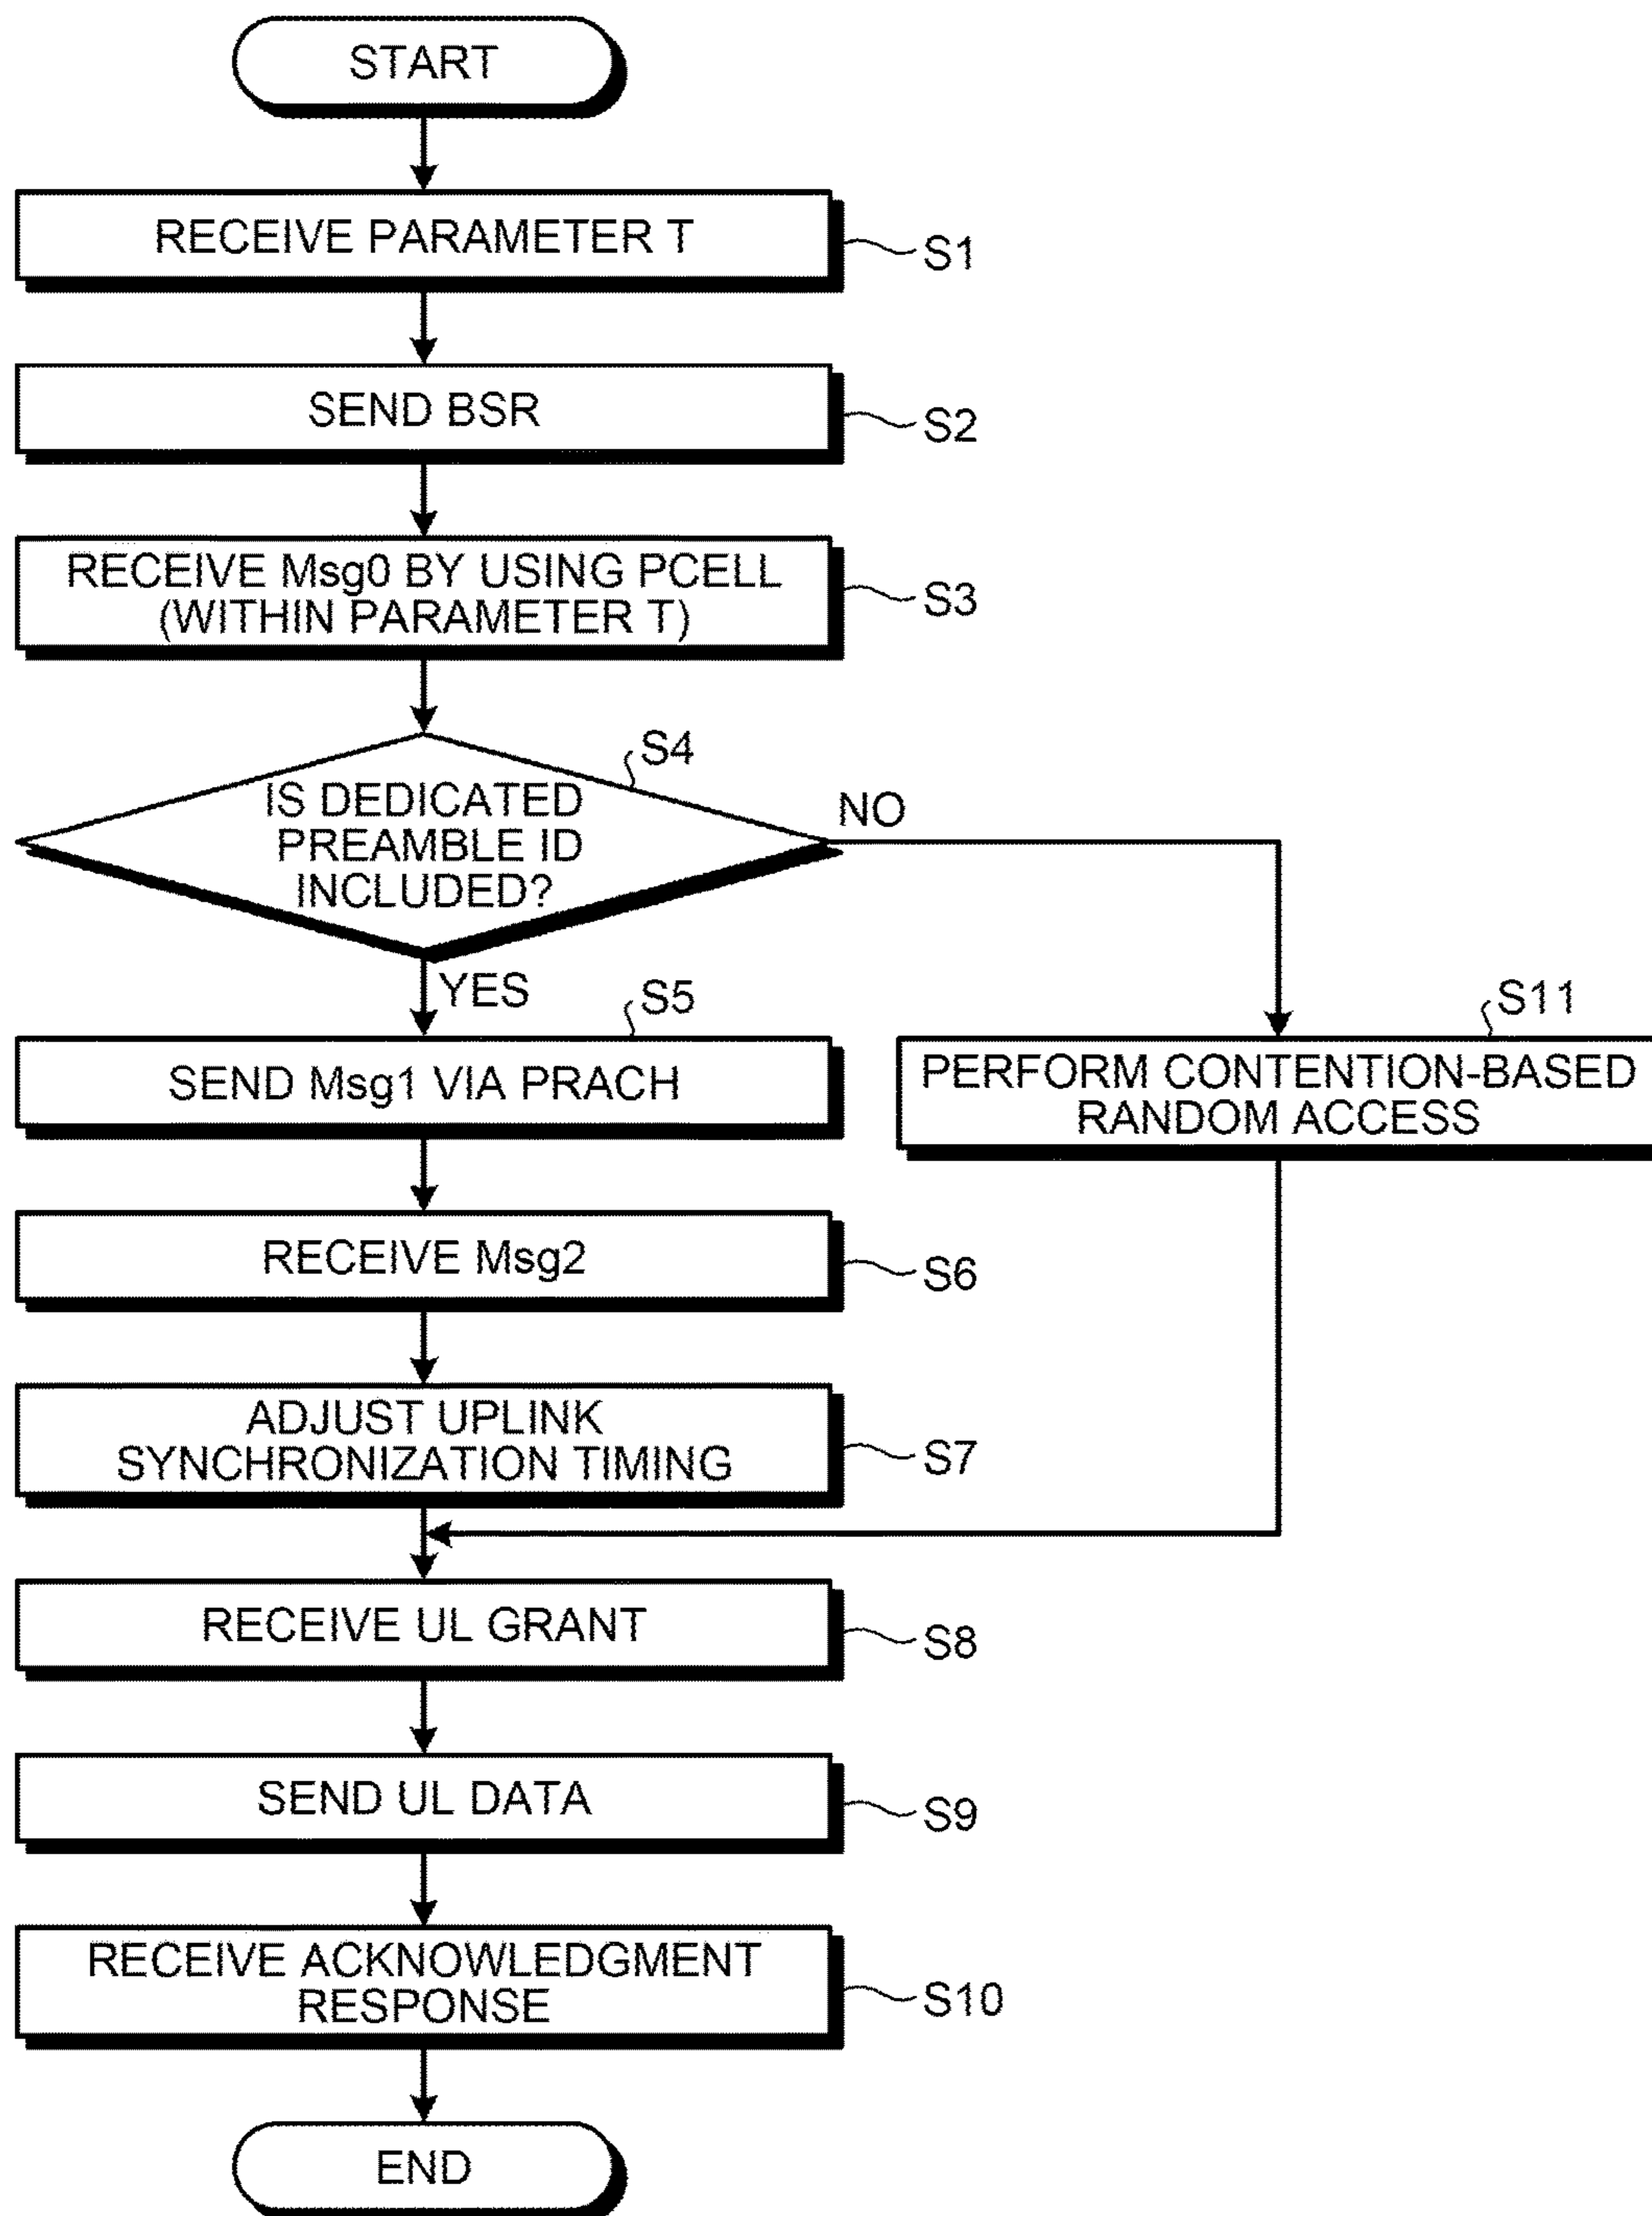 START
RECEIVE PARAMETER T
S1
SEND BSR
S2
RECEIVE Msg0 BY USING PCELL
(WITHIN PARAMETER T)
S3
S4
IS DEDICATED
PREAMBLE ID
INCLUDED?
NO
YES
S5
SEND Msg1 VIA PRACH
S11
PERFORM CONTENTION-BASED
RANDOM ACCESS
RECEIVE Msg2
S6
ADJUST UPLINK
SYNCHRONIZATION TIMING
S7
RECEIVE UL GRANT
S8
SEND UL DATA
S9
RECEIVE ACKNOWLEDGMENT
RESPONSE
S10
END